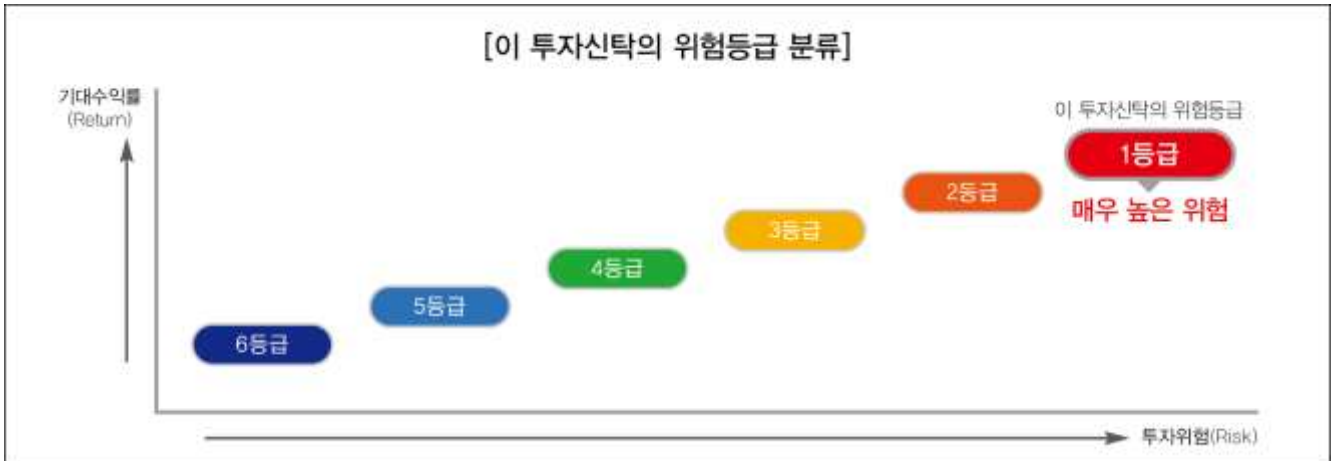 [이 투자신탁의 위험등급 분류]
기대수익률
(Return)
이 투자신탁의 위험등급
1등급
매우 높은 위험
2등급
3등급
4등급
5등급
6등급
투자위험(Risk)